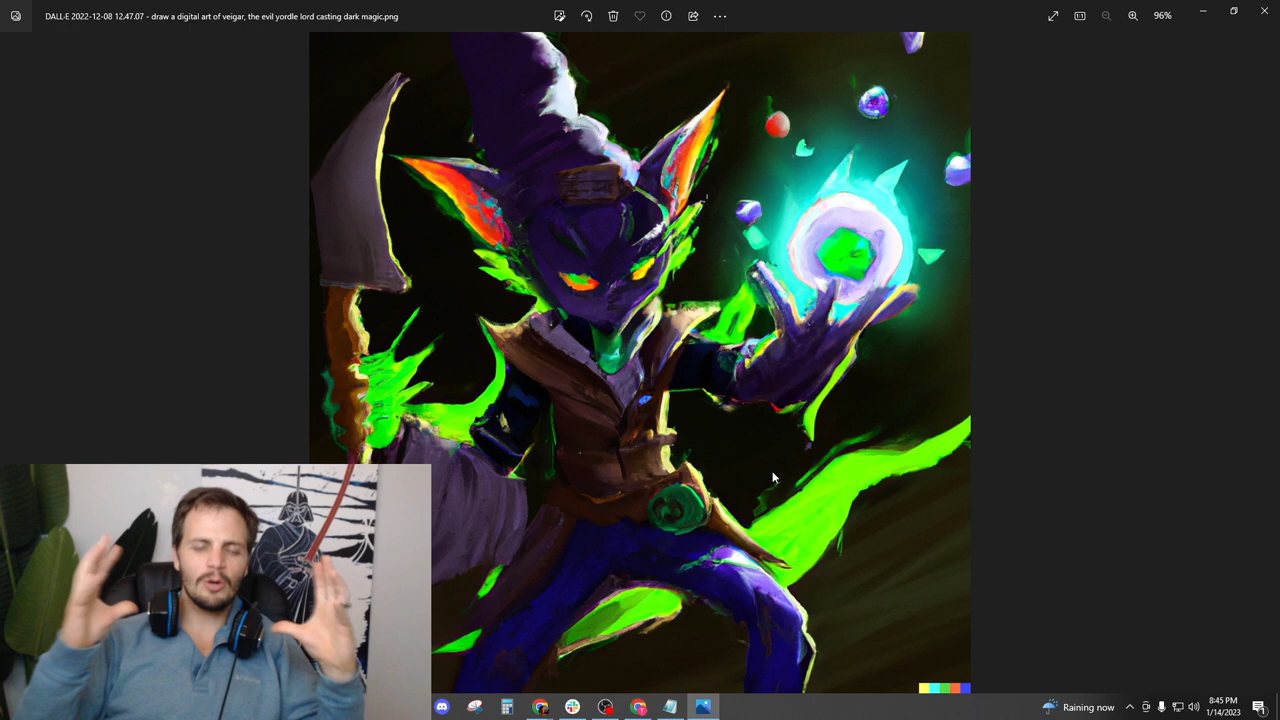 DALL·E 2022-12-08 12.47.07 - draw a digital art of veigar, the evil yordle lord casting dark magic.png
96%
Raining now
8:45 PM
1/14/2023